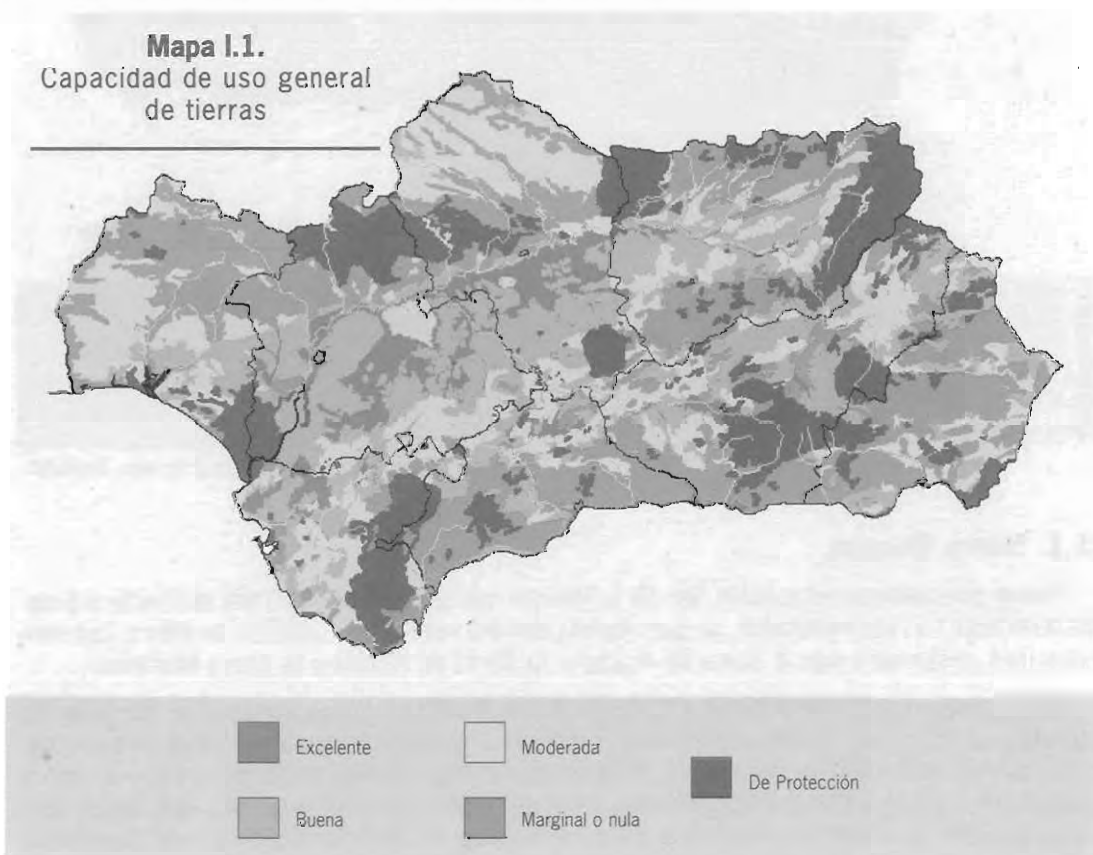 Mapa I.1.
Capacidad de uso general
de tierras
Excelente
Moderada
De Protección
Buena
Marginal o nula